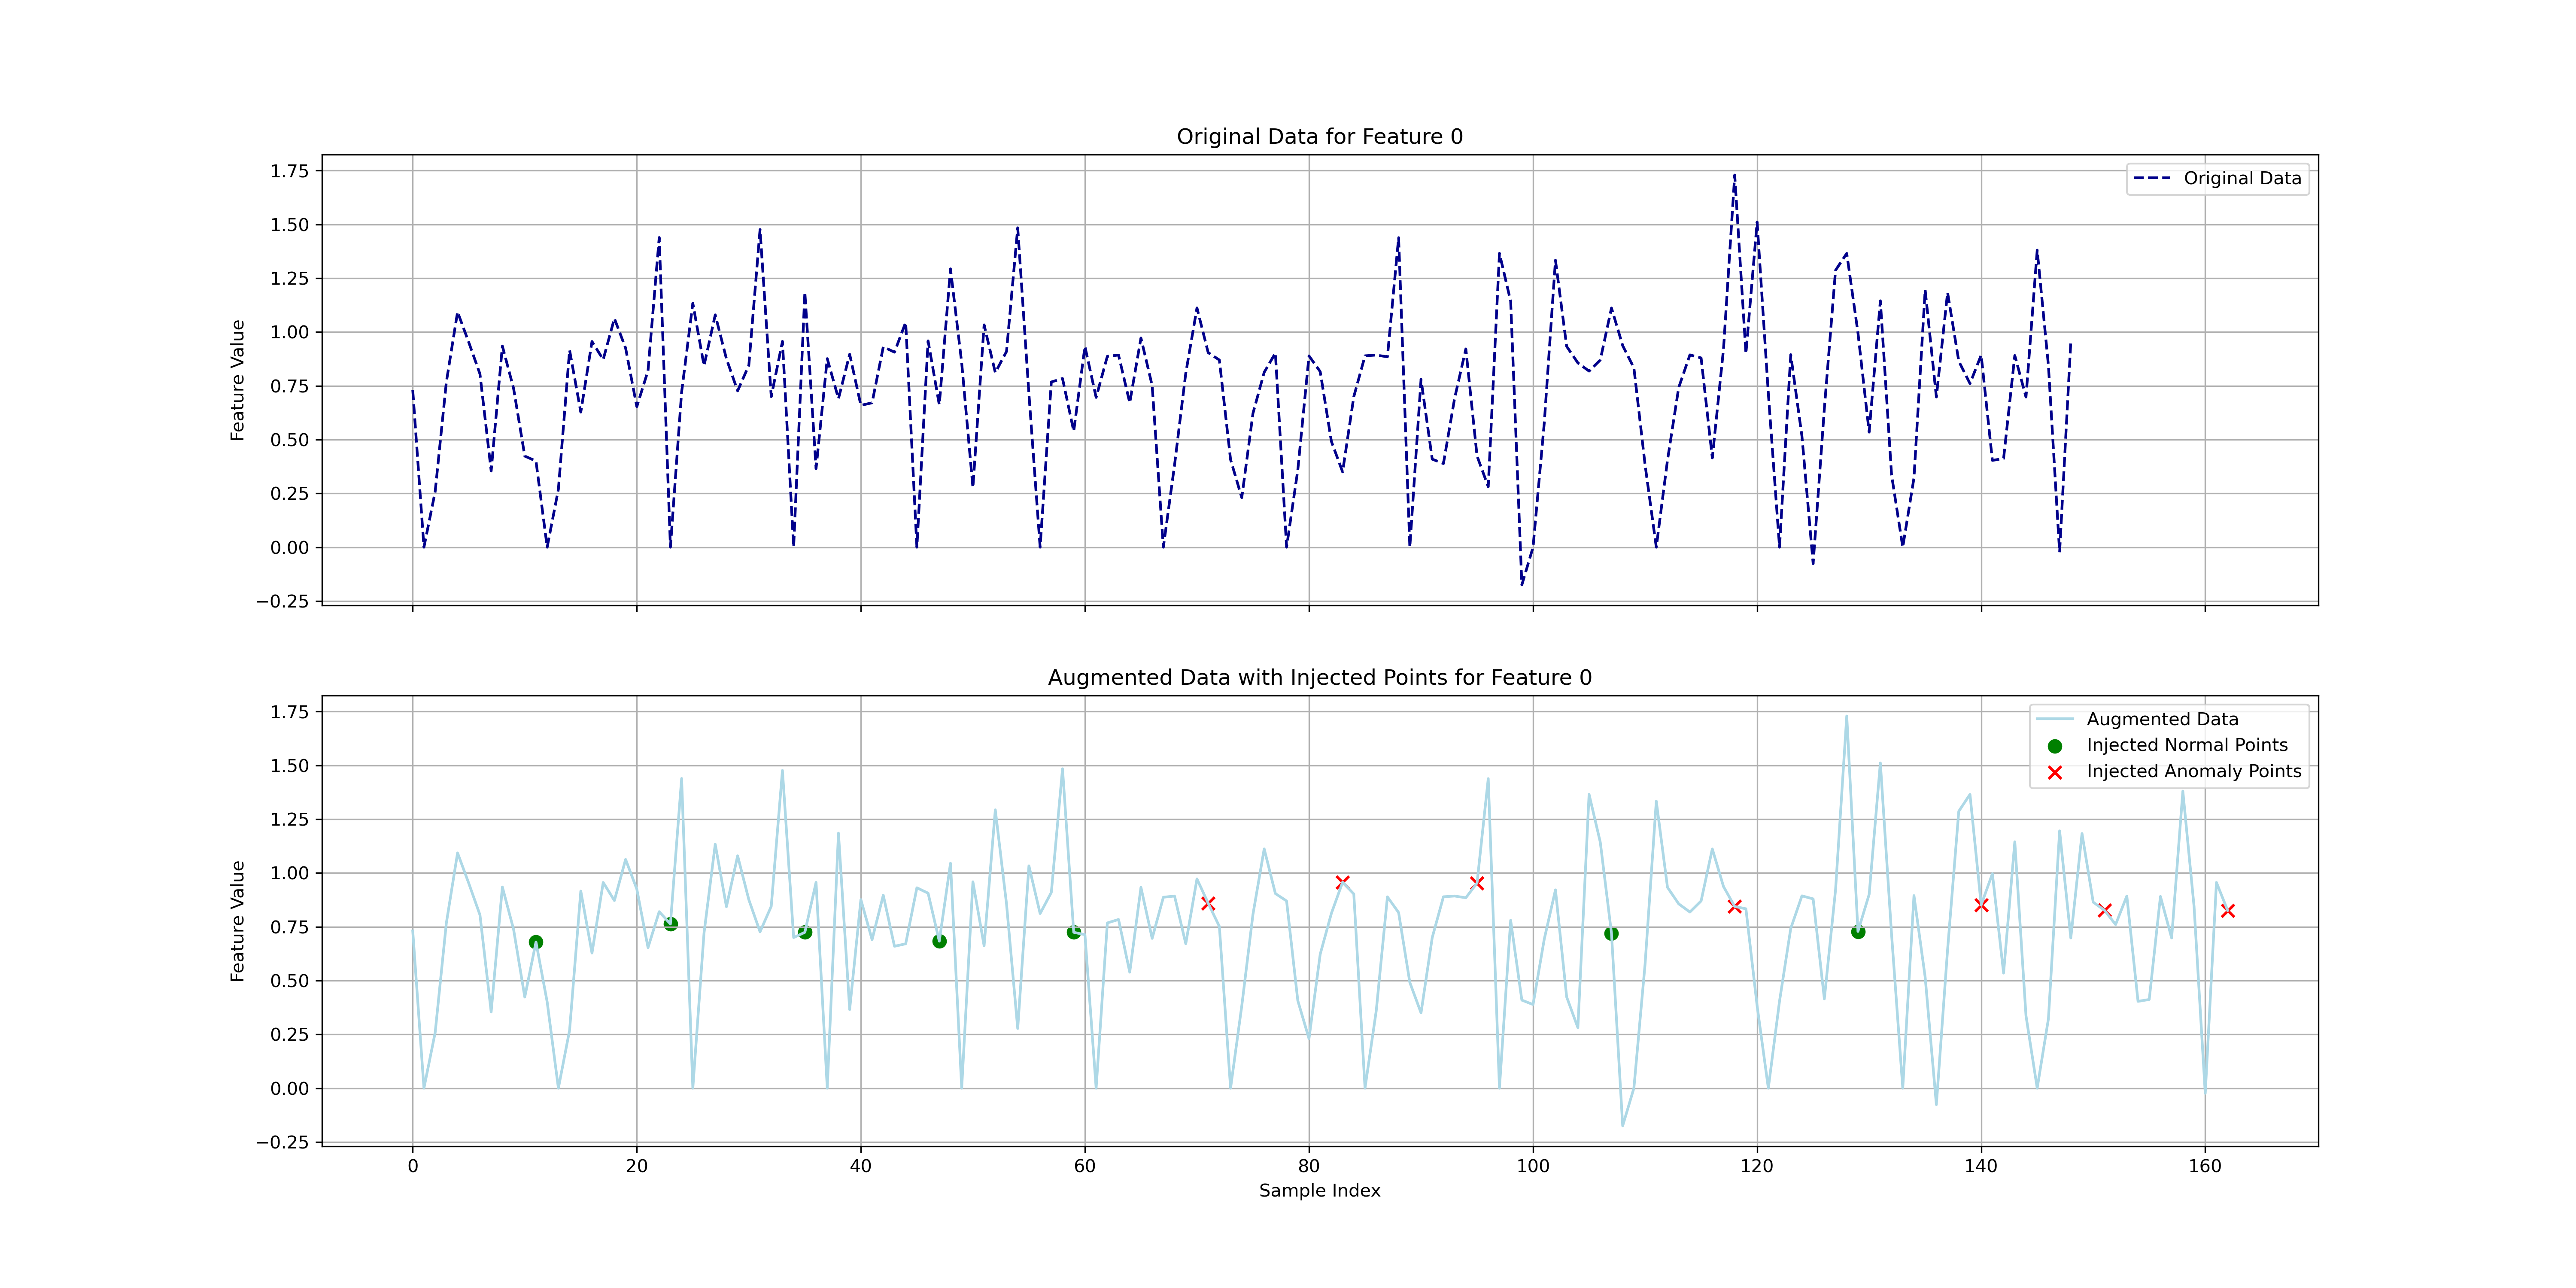 Original Data for Feature 0
1.75
1.50
1.25
1.00
0.75
0.50
0.25
0.00
−0.25
Feature Value
Original Data
Augmented Data with Injected Points for Feature 0
1.75
1.50
1.25
1.00
0.75
0.50
0.25
0.00
−0.25
Feature Value
Augmented Data
Injected Normal Points
Injected Anomaly Points
0 20 40 60 80 100 120 140 160
Sample Index